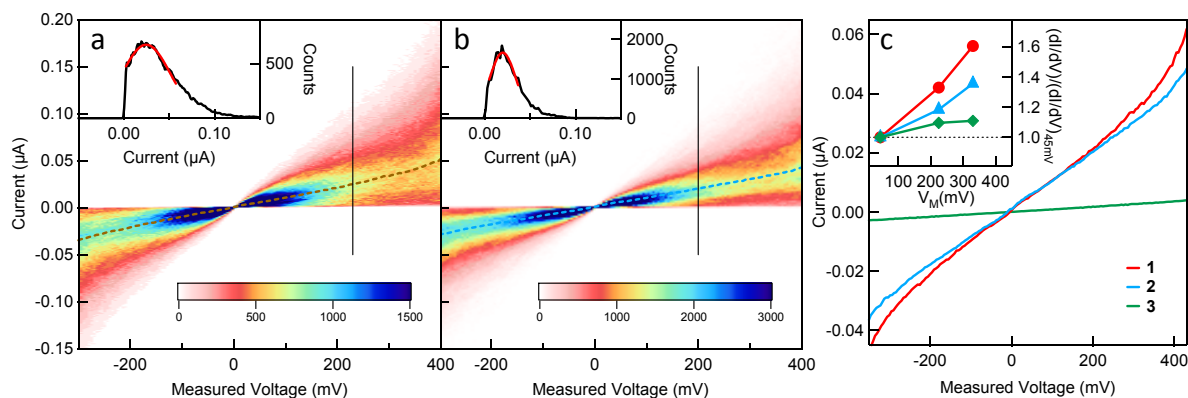 a
0.20
0.15
0.10
0.05
0.00
-0.05
-0.10
-0.15
Current (µA)
500
0
Counts
0.00 0.10
Current (µA)
0 500 1000 1500
-200 0 200 400
Measured Voltage (mV)
b
2000
1000
0
Counts
0.00 0.10
Current (µA)
0 1000 2000 3000
-200 0 200 400
Measured Voltage (mV)
c
0.06
0.04
0.02
0.00
-0.02
-0.04
Current (µA)
1.6
1.4
1.2
1.0
(dI/dV)/(dI/dV)45mV
100 200 300 400
VM(mV)
1
2
3
-200 0 200 400
Measured Voltage (mV)